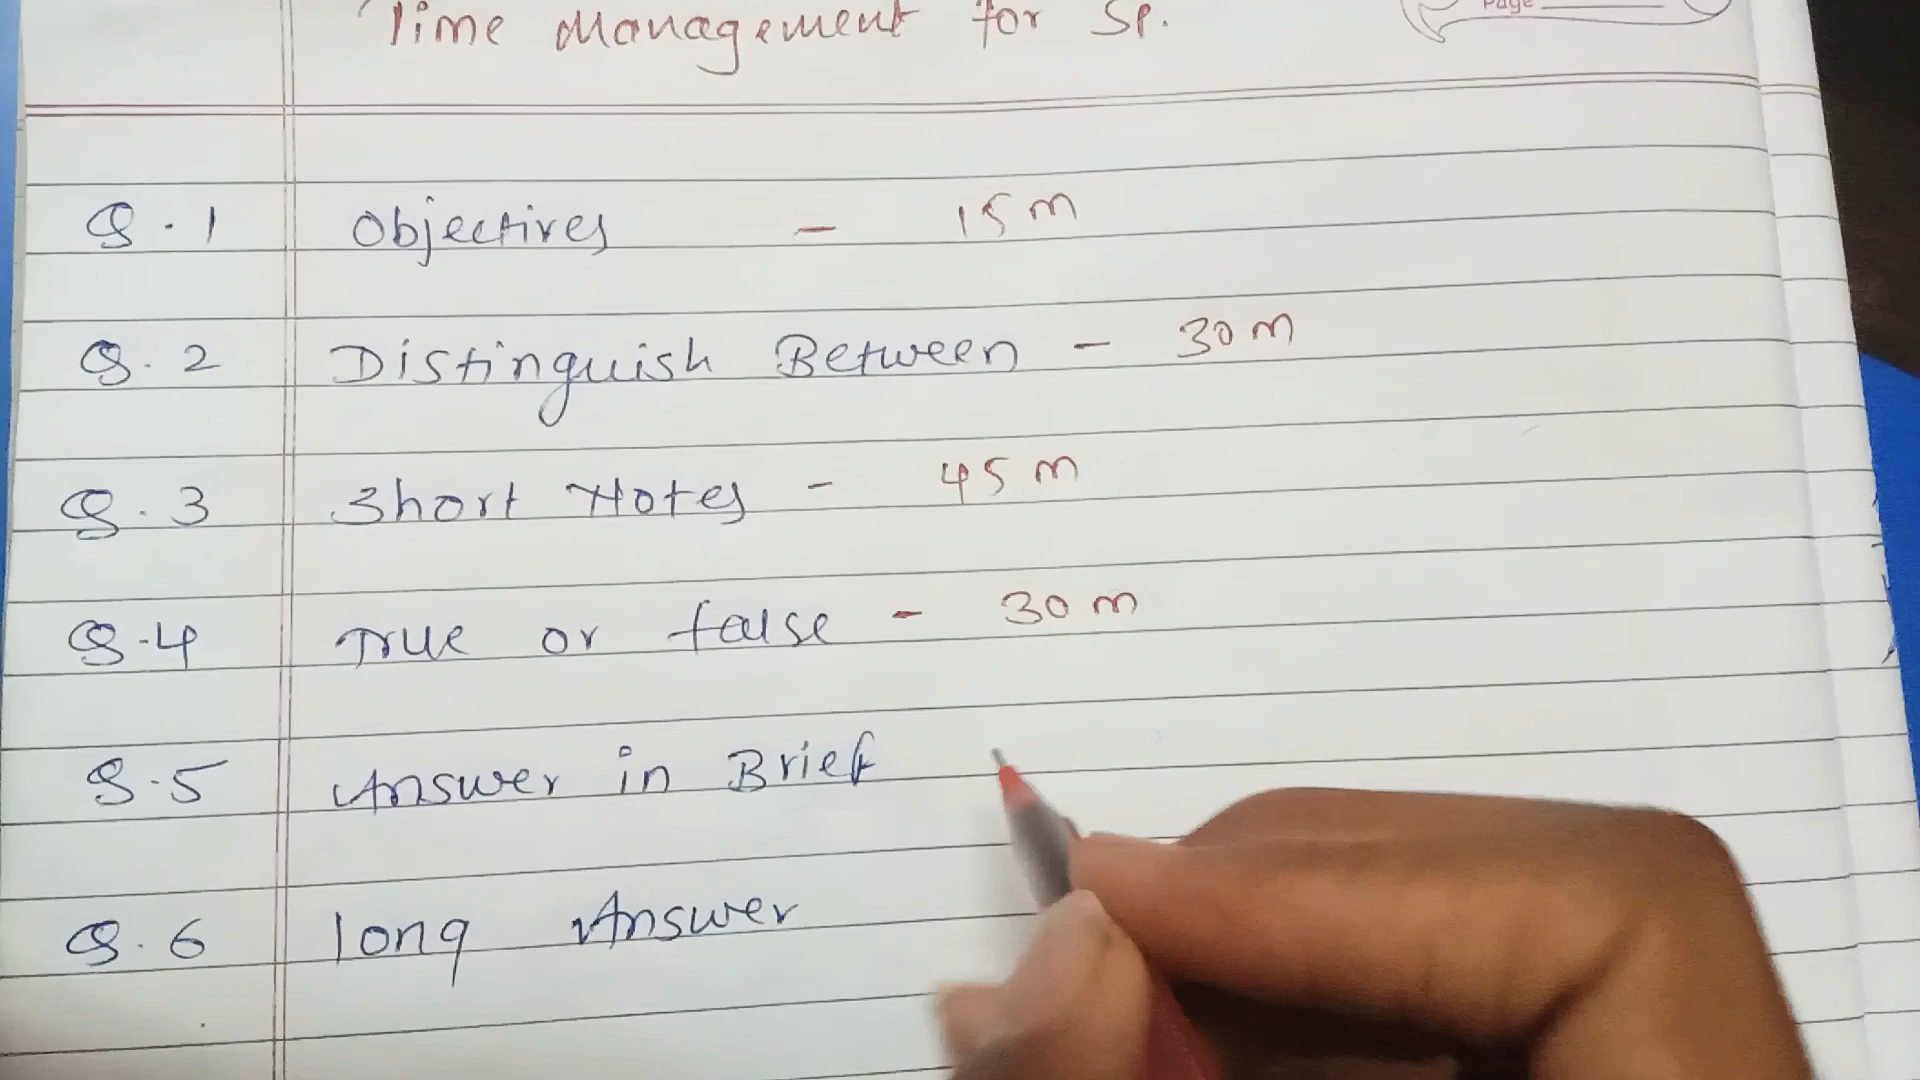 Time Management for SP.
Page
Q.1 Objectives - 15 m
Q.2 Distinguish Between - 30 m
Q.3 Short Notes - 45 m
Q.4 True or false - 30 m
Q.5 Answer in Brief
Q.6 long Answer